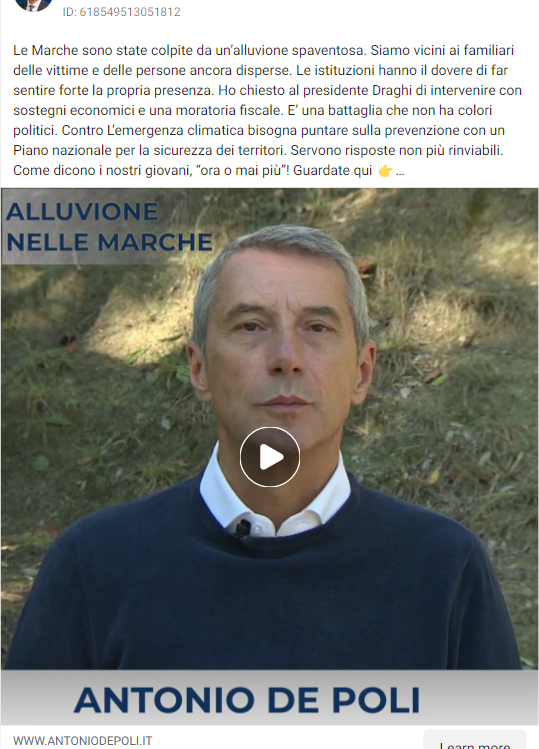 ID: 618549513051812
Le Marche sono state colpite da un’alluvione spaventosa. Siamo vicini ai familiari
delle vittime e delle persone ancora disperse. Le istituzioni hanno il dovere di far
sentire forte la propria presenza. Ho chiesto al presidente Draghi di intervenire con
sostegni economici e una moratoria fiscale. E’ una battaglia che non ha colori
politici. Contro L’emergenza climatica bisogna puntare sulla prevenzione con un
Piano nazionale per la sicurezza dei territori. Servono risposte non più rinviabili.
Come dicono i nostri giovani, “ora o mai più”! Guardate qui 👉 ...
ALLUVIONE
NELLE MARCHE
ANTONIO DE POLI
WWW.ANTONIODEPOLI.IT
Learn more